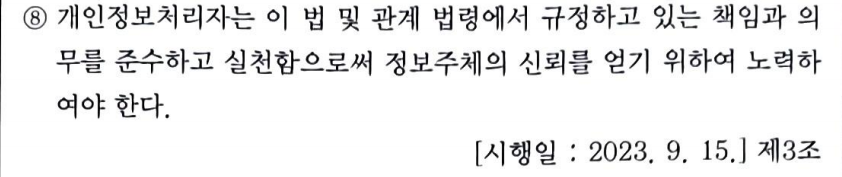 ⑧ 개인정보처리자는 이 법 및 관계 법령에서 규정하고 있는 책임과 의
무를 준수하고 실천함으로써 정보주체의 신뢰를 얻기 위하여 노력하
여야 한다.
[시행일 : 2023. 9. 15.] 제3조